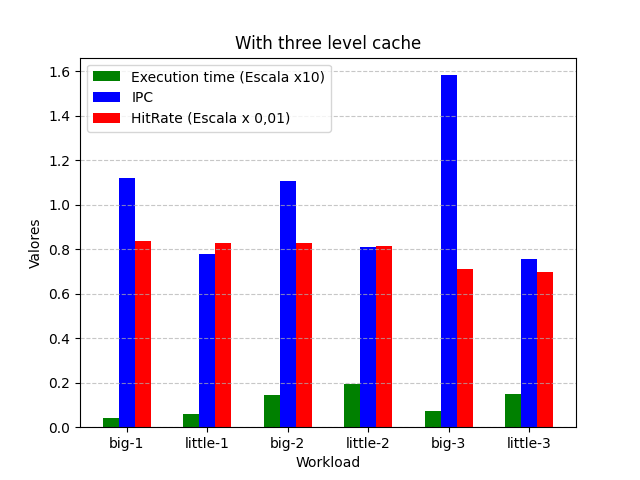 With three level cache
Execution time (Escala x10)
IPC
HitRate (Escala x 0,01)
1.6
1.4
1.2
1.0
0.8
0.6
0.4
0.2
0.0
Valores
big-1 little-1 big-2 little-2 big-3 little-3
Workload